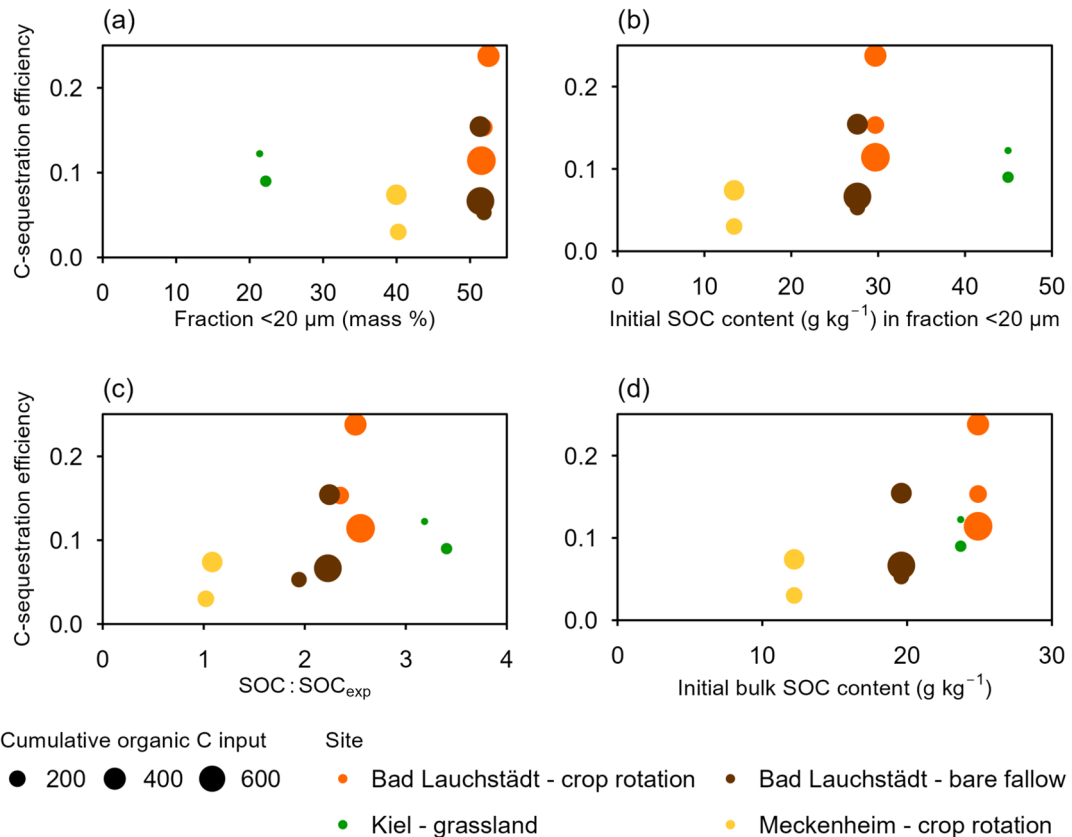 (a)
(b)
C-sequestration efficiency
0.2
0.1
0.0
0 10 20 30 40 50
Fraction <20 µm (mass %)
0.2
0.1
0.0
0 10 20 30 40 50
Initial SOC content (g kg⁻¹) in fraction <20 µm
(c)
(d)
C-sequestration efficiency
0.2
0.1
0.0
0 1 2 3 4
SOC : SOCexp
0.2
0.1
0.0
0 10 20 30
Initial bulk SOC content (g kg⁻¹)
Cumulative organic C input
200 400 600
Site
Bad Lauchstädt - crop rotation
Bad Lauchstädt - bare fallow
Kiel - grassland
Meckenheim - crop rotation